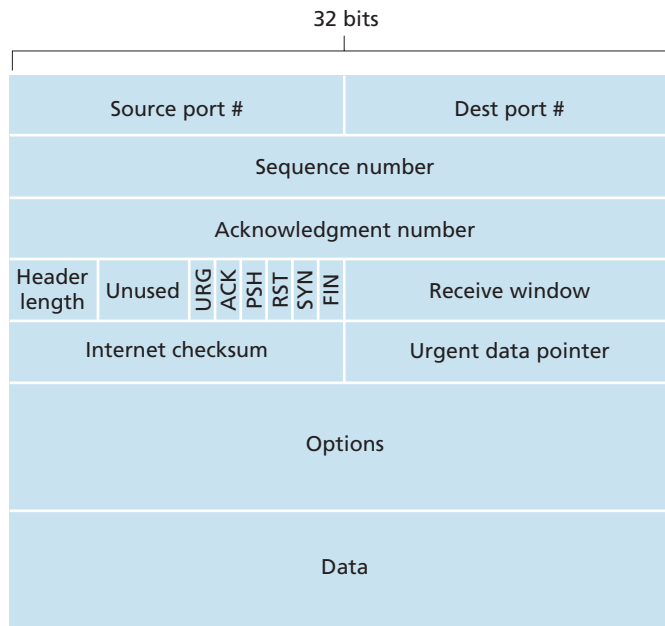 32 bits
Source port #
Dest port #
Sequence number
Acknowledgment number
Header
length
Unused
URG
ACK
PSH
RST
SYN
FIN
Receive window
Internet checksum
Urgent data pointer
Options
Data